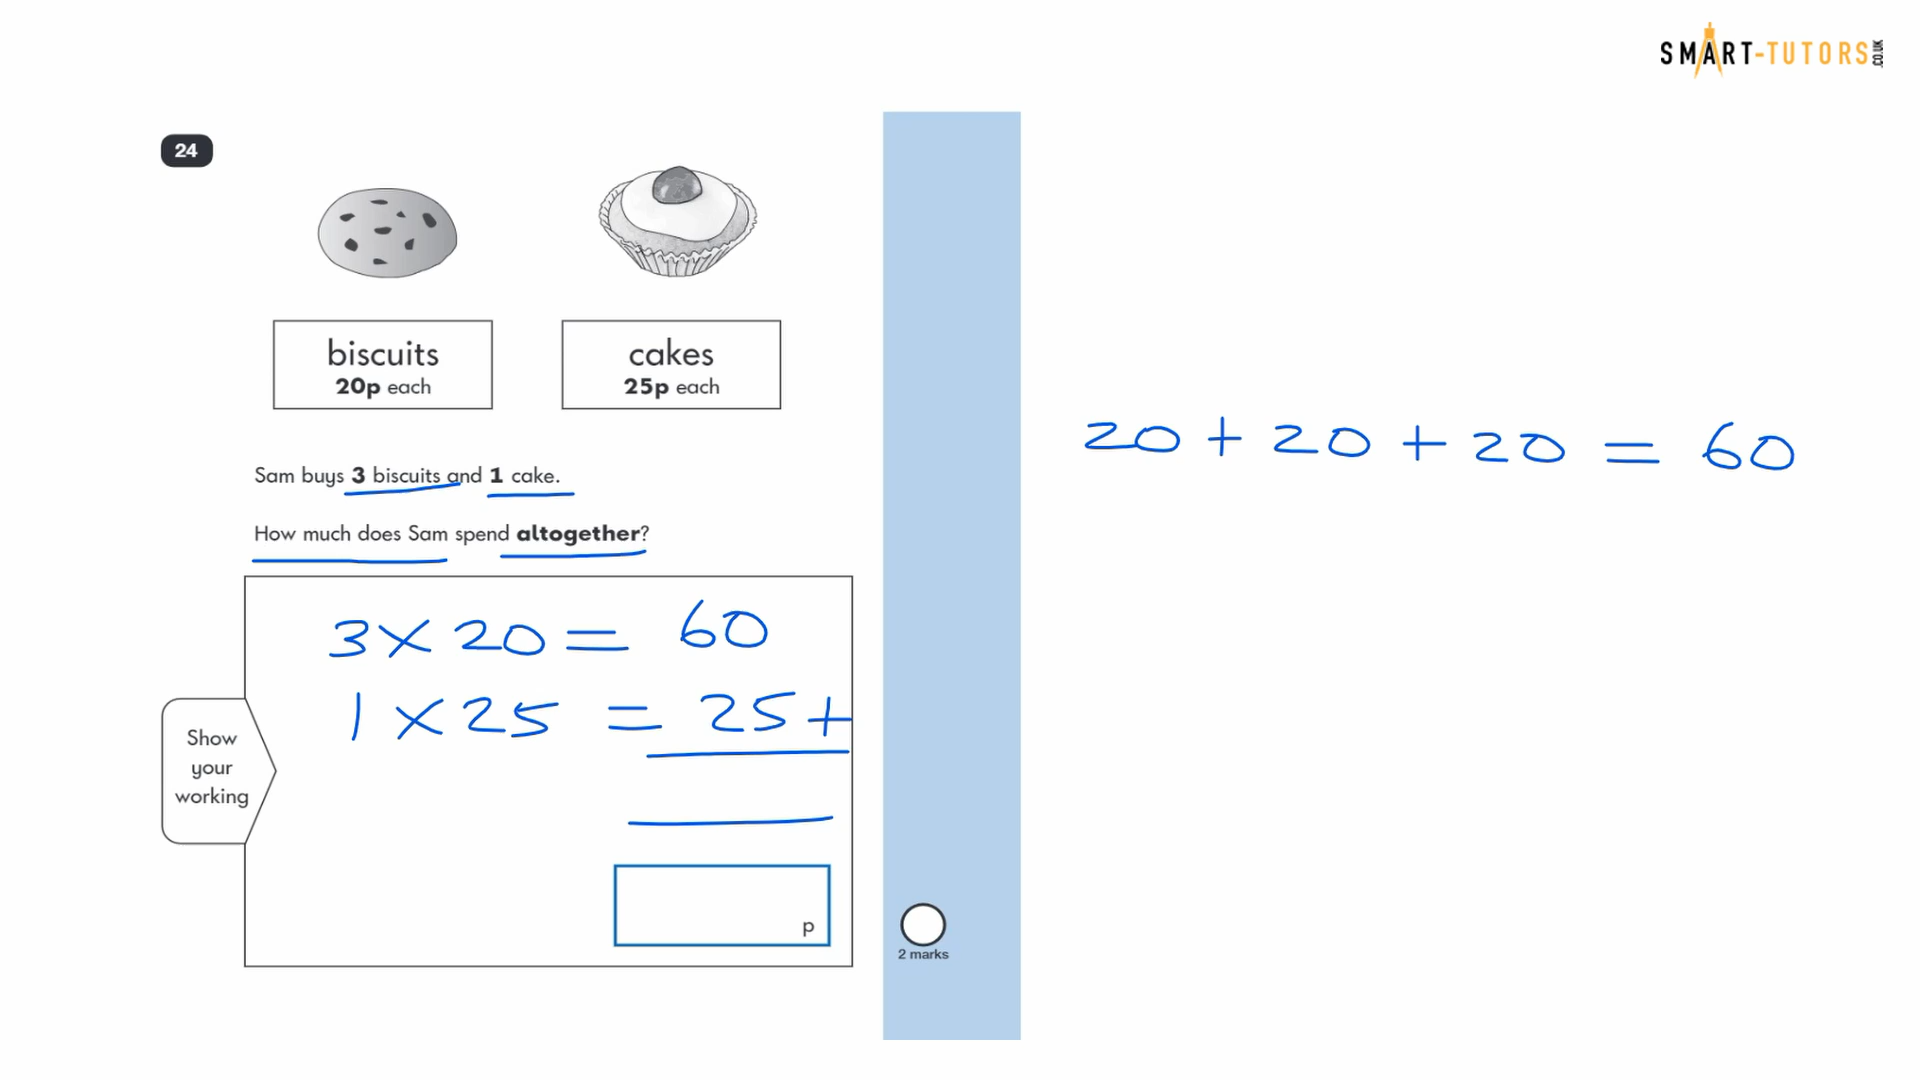 SMART-TUTORS.CO.UK
24
biscuits
20p each
cakes
25p each
20 + 20 + 20 = 60
Sam buys 3 biscuits and 1 cake.
How much does Sam spend altogether?
3 × 20 = 60
1 × 25 = 25 +
Show
your
working
p
2 marks